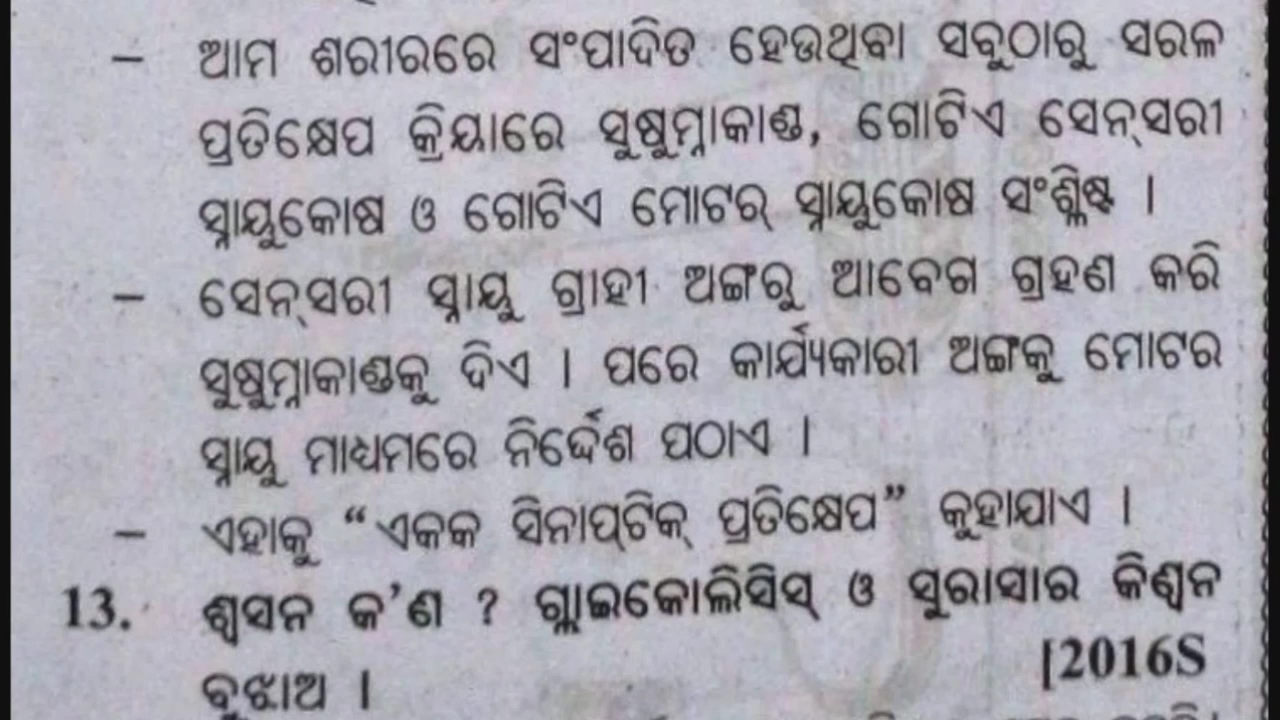 – ଆମ ଶରୀରରେ ସଂପାଦିତ ହେଉଥିବା ସବୁଠାରୁ ସରଳ
ପ୍ରତିକ୍ଷେପ କ୍ରିୟାରେ ସୁଷୁମ୍ନାକାଣ୍ଡ, ଗୋଟିଏ ସେନ୍‌ସରୀ
ସ୍ନାୟୁକୋଷ ଓ ଗୋଟିଏ ମୋଟର୍ ସ୍ନାୟୁକୋଷ ସଂଶ୍ଳିଷ୍ଟ ।
– ସେନ୍‌ସରୀ ସ୍ନାୟୁ ଗ୍ରାହୀ ଅଙ୍ଗରୁ ଆବେଗ ଗ୍ରହଣ କରି
ସୁଷୁମ୍ନାକାଣ୍ଡକୁ ଦିଏ । ପରେ କାର୍ଯ୍ୟକାରୀ ଅଙ୍ଗକୁ ମୋଟର
ସ୍ନାୟୁ ମାଧ୍ୟମରେ ନିର୍ଦ୍ଦେଶ ପଠାଏ ।
– ଏହାକୁ “ଏକକ ସିନାପ୍‌ଟିକ୍ ପ୍ରତିକ୍ଷେପ” କୁହାଯାଏ ।
13. ଶ୍ୱସନ କ'ଣ ? ଗ୍ଲାଇକୋଲିସିସ୍ ଓ ସୁରାସାର କିଣ୍ୱନ
ବୁଝାଅ । [2016S